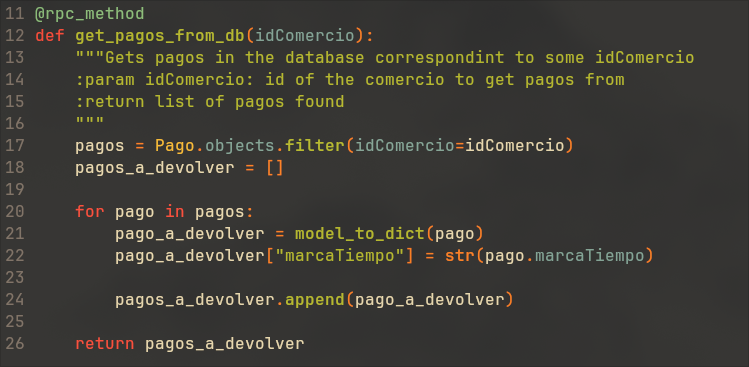 11 @rpc_method
12 def get_pagos_from_db(idComercio):
13     """Gets pagos in the database correspondint to some idComercio
14     :param idComercio: id of the comercio to get pagos from
15     :return list of pagos found
16     """
17     pagos = Pago.objects.filter(idComercio=idComercio)
18     pagos_a_devolver = []
19
20     for pago in pagos:
21         pago_a_devolver = model_to_dict(pago)
22         pago_a_devolver["marcaTiempo"] = str(pago.marcaTiempo)
23
24         pagos_a_devolver.append(pago_a_devolver)
25
26     return pagos_a_devolver